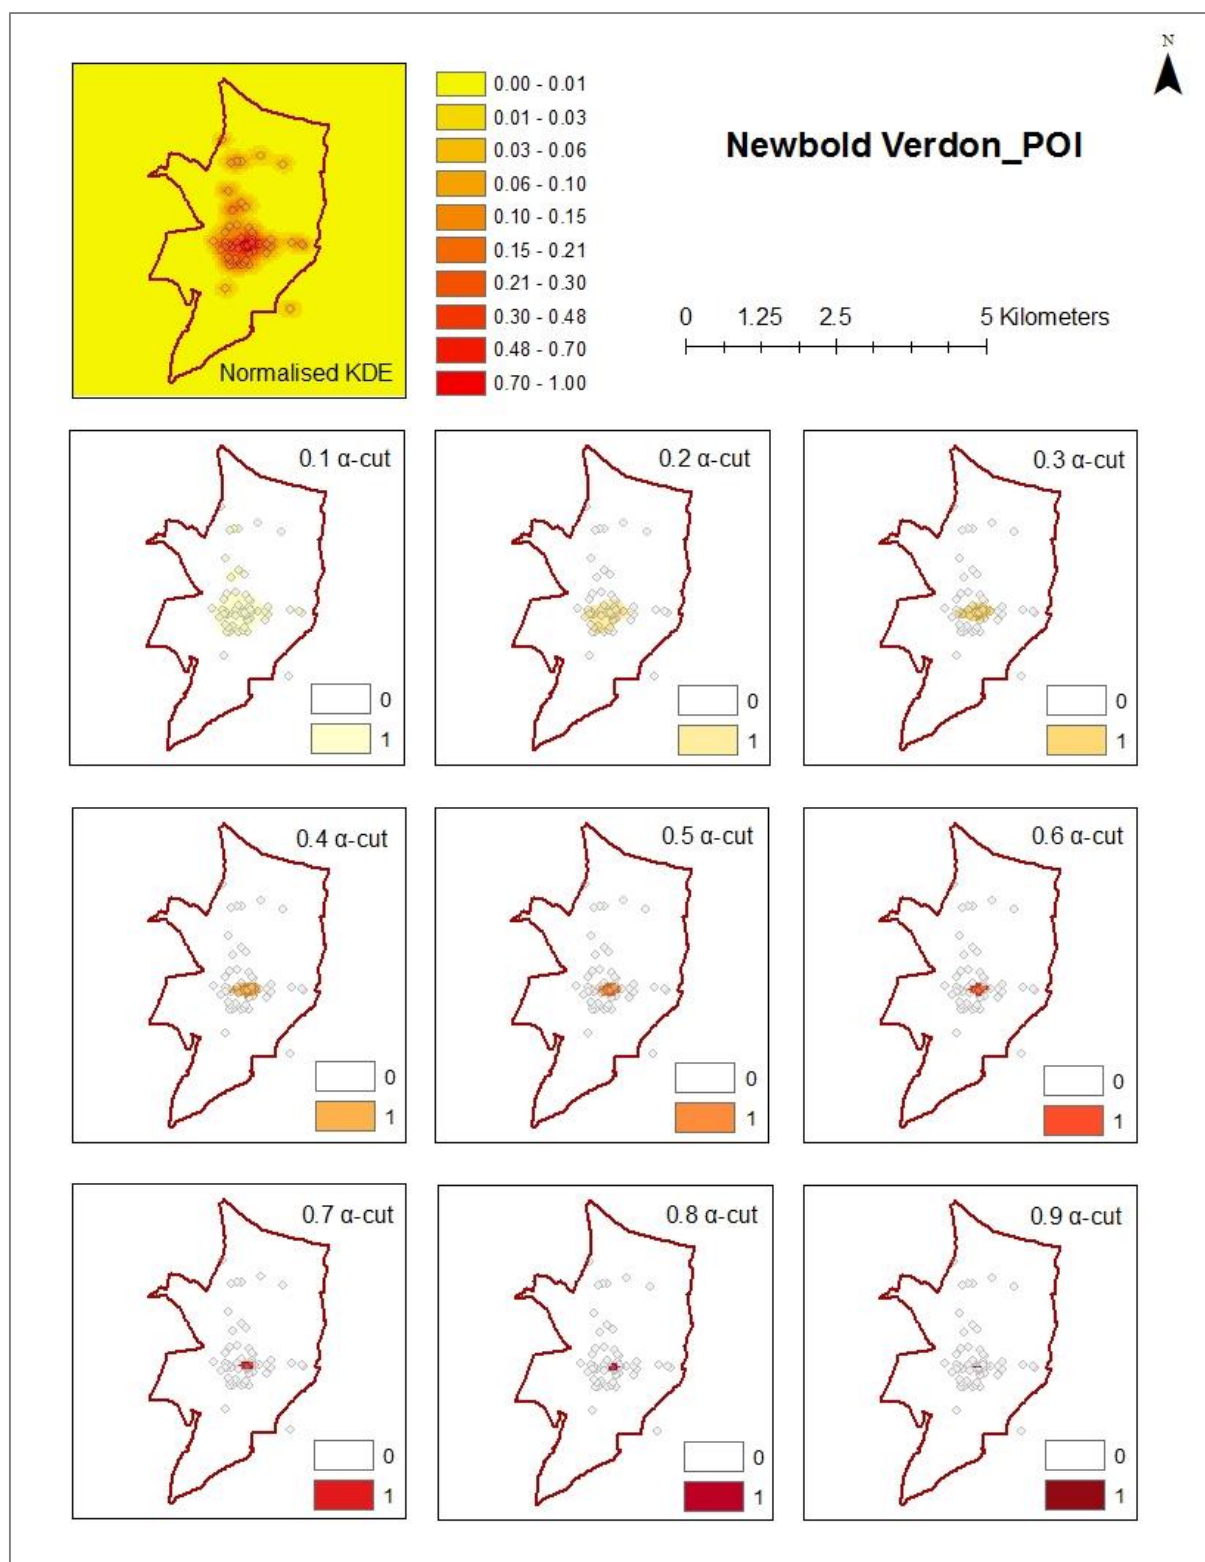 N
Newbold Verdon_POI
0.00 - 0.01
0.01 - 0.03
0.03 - 0.06
0.06 - 0.10
0.10 - 0.15
0.15 - 0.21
0.21 - 0.30
0.30 - 0.48
0.48 - 0.70
0.70 - 1.00
Normalised KDE
0 1.25 2.5 5 Kilometers
0.1 α-cut
0
1
0.2 α-cut
0
1
0.3 α-cut
0
1
0.4 α-cut
0
1
0.5 α-cut
0
1
0.6 α-cut
0
1
0.7 α-cut
0
1
0.8 α-cut
0
1
0.9 α-cut
0
1